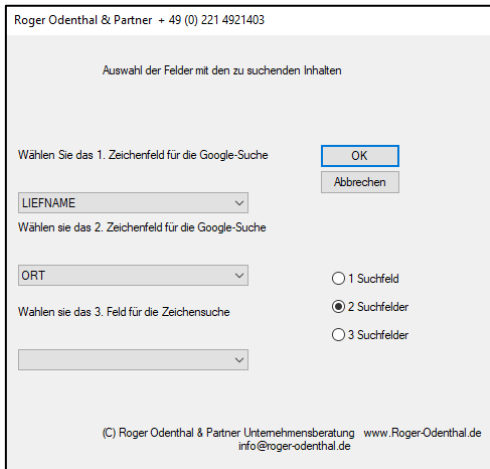 Roger Odenthal & Partner + 49 (0) 221 4921403
Auswahl der Felder mit den zu suchenden Inhalten
Wählen Sie das 1. Zeichenfeld für die Google-Suche
OK
Abbrechen
LIEFNAME
Wählen sie das 2. Zeichenfeld für die Google-Suche
ORT
1 Suchfeld
2 Suchfelder
Wahlen sie das 3. Feld für die Zeichensuche
3 Suchfelder
(C) Roger Odenthal & Partner Unternehmensberatung www.Roger-Odenthal.de
info@roger-odenthal.de